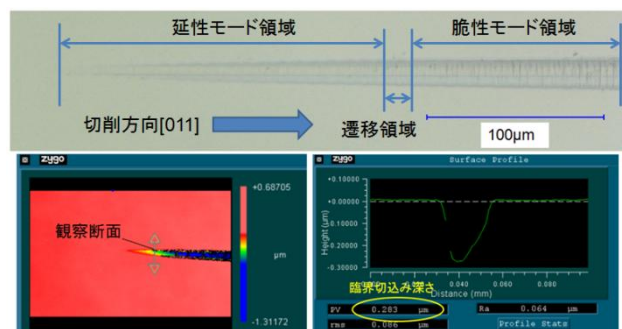 延性モード領域
脆性モード領域
切削方向[011]
遷移領域
100μm
zygo
+0.68705
観察断面
μm
-1.31172
zygo
Surface Profile
+0.10000
+0.00000
-0.10000
-0.20000
-0.30000
Height (μm)
0.020
0.040
0.060
0.080
臨界切込み深さ
Distance (mm)
PV 0.283 μm
Ra 0.064 μm
rms 0.086 μm
Profile Stats